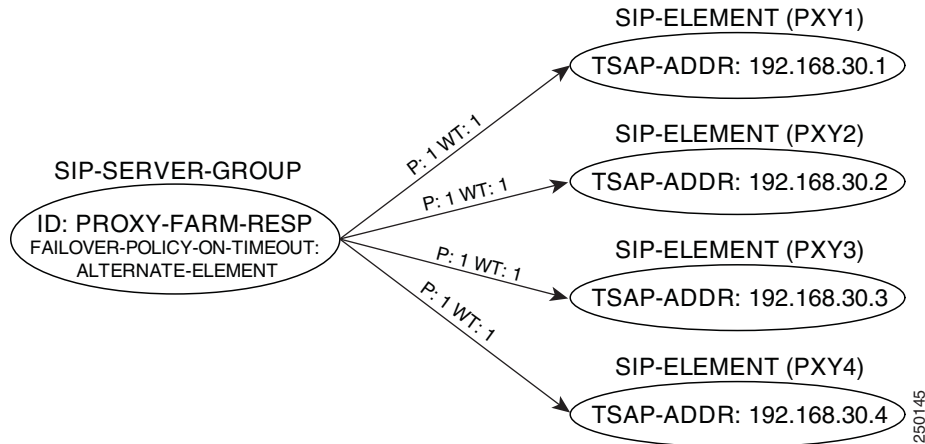 SIP-ELEMENT (PXY1)
TSAP-ADDR: 192.168.30.1
P: 1 WT: 1
SIP-ELEMENT (PXY2)
TSAP-ADDR: 192.168.30.2
P: 1 WT: 1
SIP-SERVER-GROUP
ID: PROXY-FARM-RESP
FAILOVER-POLICY-ON-TIMEOUT:
ALTERNATE-ELEMENT
SIP-ELEMENT (PXY3)
P: 1 WT: 1
TSAP-ADDR: 192.168.30.3
P: 1 WT: 1
SIP-ELEMENT (PXY4)
TSAP-ADDR: 192.168.30.4
250145